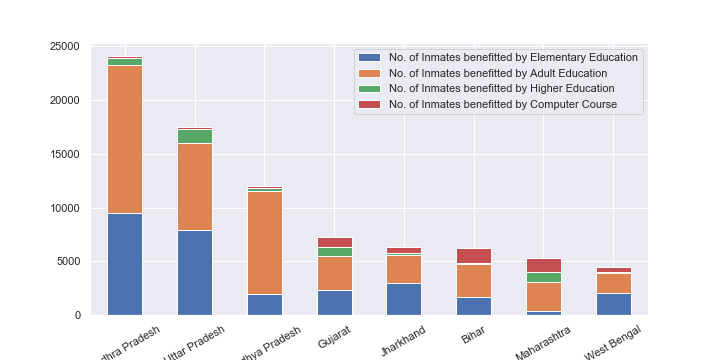 25000
20000
15000
10000
5000
0
No. of Inmates benefitted by Elementary Education
No. of Inmates benefitted by Adult Education
No. of Inmates benefitted by Higher Education
No. of Inmates benefitted by Computer Course
Pradesh
Uttar Pradesh
Pradesh
Gujarat
Jharkhand
Bihar
Maharashtra
West Bengal